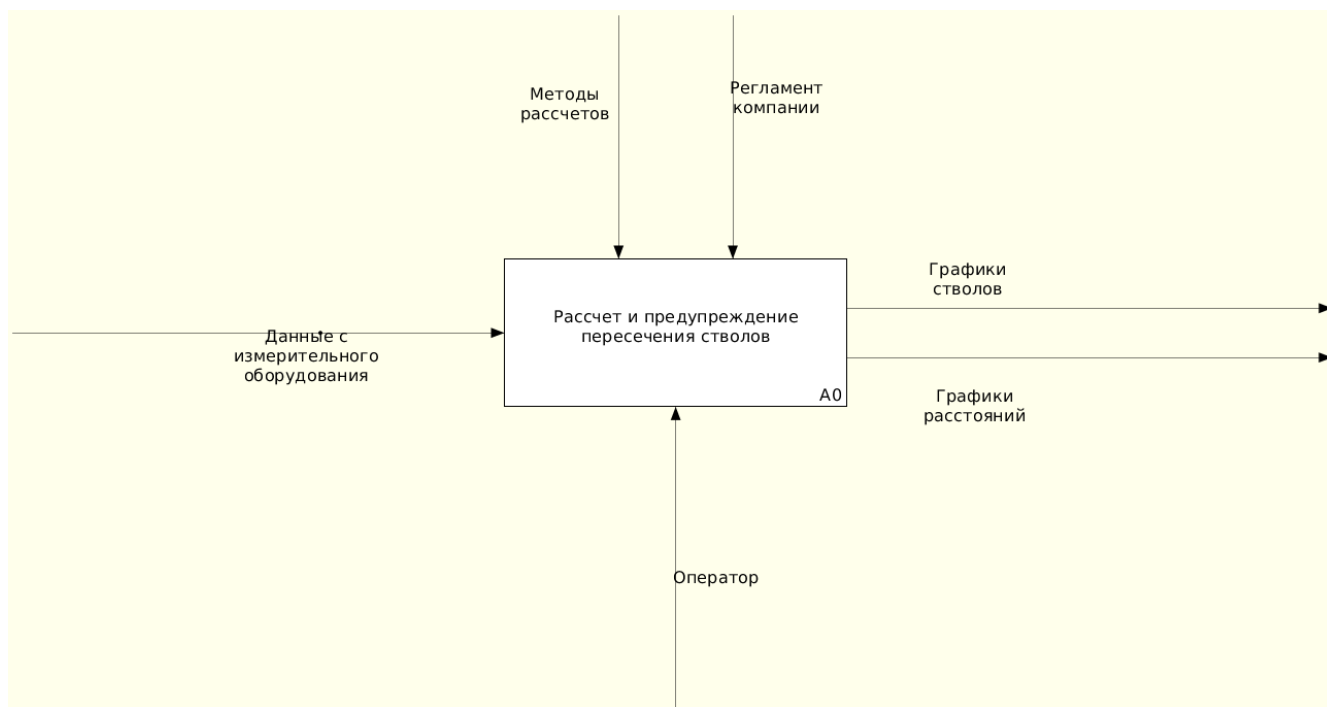 Методы
рассчетов
Регламент
компании
Графики
стволов
Рассчет и предупреждение
пересечения стволов
Данные с
измерительного
оборудования
A0
Графики
расстояний
Оператор